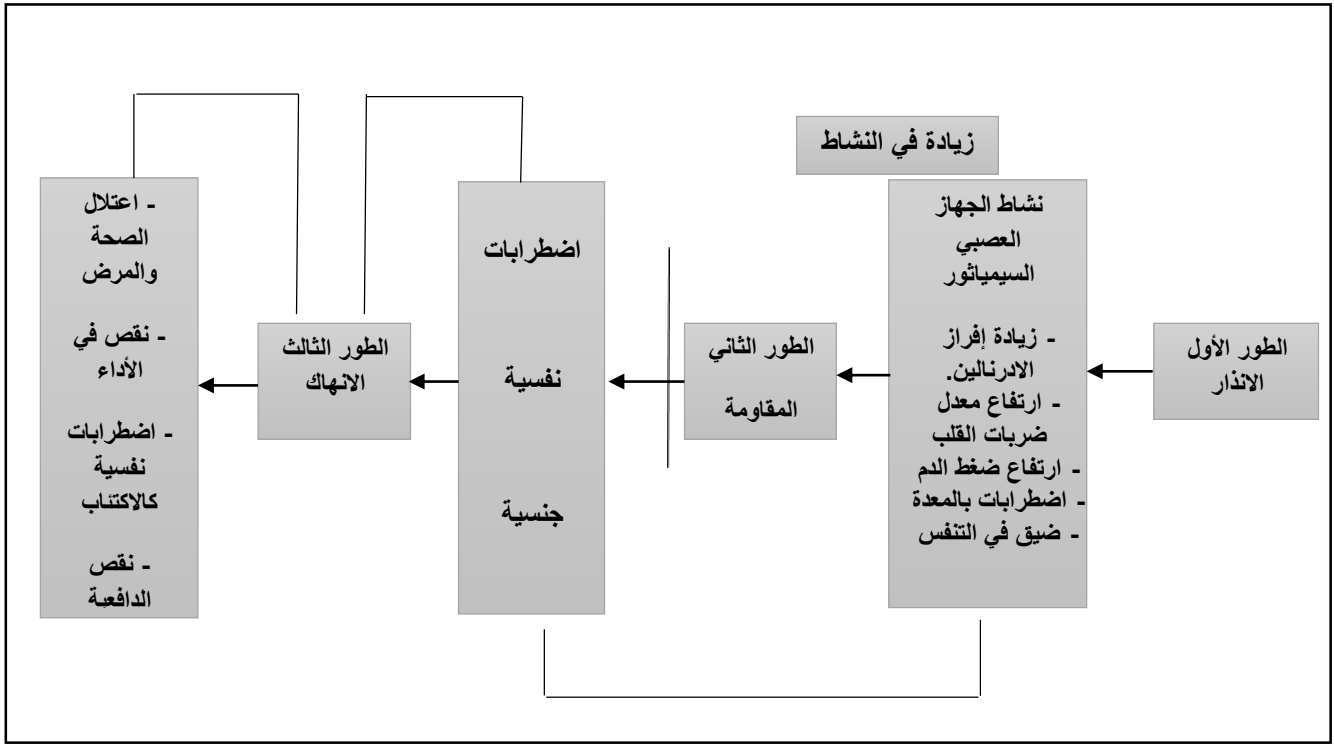 زيادة في النشاط
الطور الأول
الانذار
نشاط الجهاز
العصبي
السيمياثور
- زيادة إفراز
الادرنالين.
- ارتفاع معدل
ضربات القلب
- ارتفاع ضغط الدم
- اضطرابات بالمعدة
- ضيق في التنفس
الطور الثاني
المقاومة
اضطرابات
نفسية
جنسية
الطور الثالث
الانهاك
- اعتلال
الصحة
والمرض
- نقص في
الأداء
- اضطرابات
نفسية
كالاكتئاب
- نقص
الدافعية